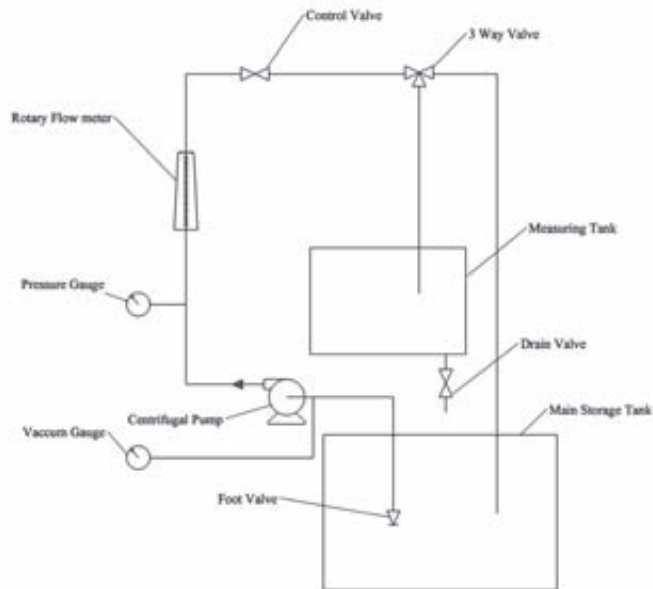 Control Valve
3 Way Valve
Rotary Flow meter
Measuring Tank
Pressure Gauge
Drain Valve
Centrifugal Pump
Main Storage Tank
Vaccum Gauge
Foot Valve